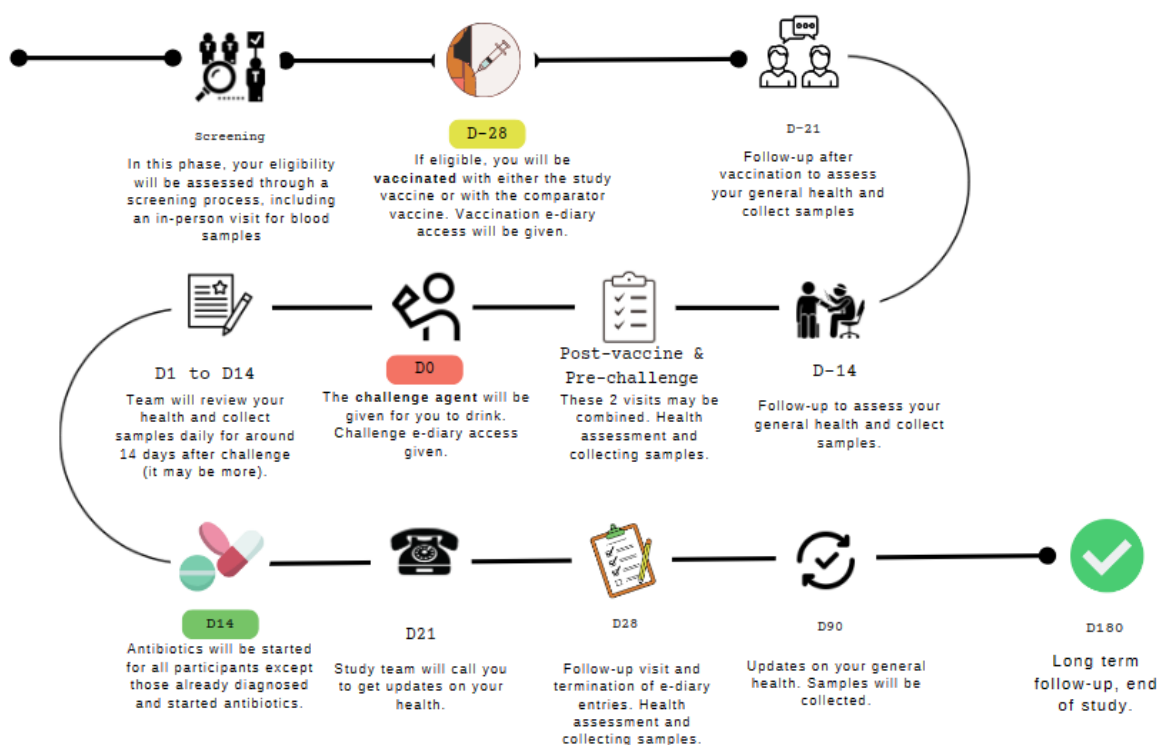 Screening
In this phase, your eligibility
will be assessed through a
screening process, including
an in-person visit for blood
samples
D-28
If eligible, you will be
vaccinated with either the study
vaccine or with the comparator
vaccine. Vaccination e-diary
access will be given.
D-21
Follow-up after
vaccination to assess
your general health and
collect samples
D-14
Follow-up to assess your
general health and collect
samples.
Post-vaccine &
Pre-challenge
These 2 visits may be
combined. Health
assessment and
collecting samples.
D0
The challenge agent will be
given for you to drink.
Challenge e-diary access
given.
D1 to D14
Team will review your
health and collect
samples daily for around
14 days after challenge
(it may be more).
D14
Antibiotics will be started
for all participants except
those already diagnosed
and started antibiotics.
D21
Study team will call you
to get updates on your
health.
D28
Follow-up visit and
termination of e-diary
entries. Health
assessment and
collecting samples.
D90
Updates on your general
health. Samples will be
collected.
D180
Long term
follow-up, end
of study.